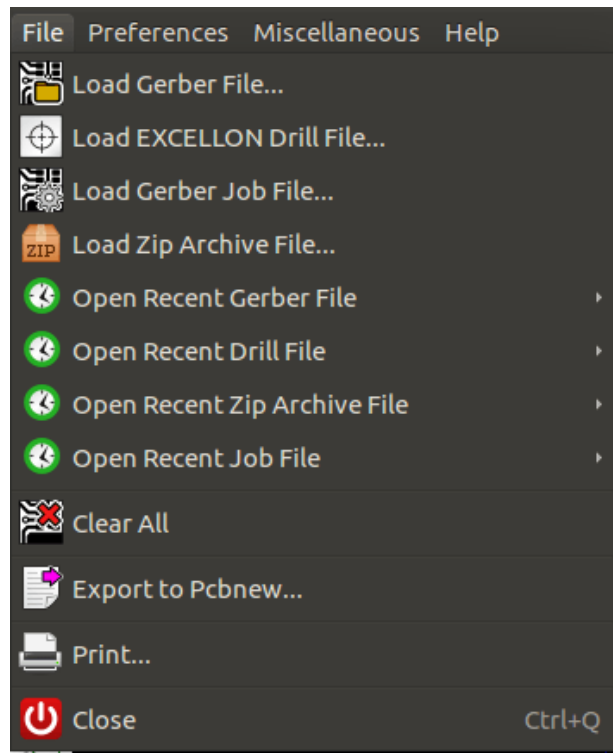 File Preferences Miscellaneous Help
Load Gerber File...
Load EXCELLON Drill File...
Load Gerber Job File...
ZIP Load Zip Archive File...
Open Recent Gerber File
Open Recent Drill File
Open Recent Zip Archive File
Open Recent Job File
Clear All
Export to Pcbnew...
Print...
Close Ctrl+Q